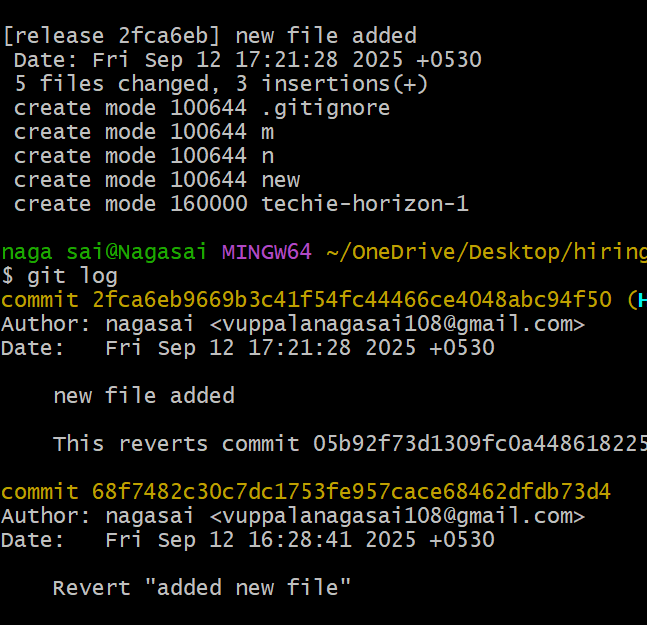 [release 2fca6eb] new file added
Date: Fri Sep 12 17:21:28 2025 +0530
5 files changed, 3 insertions(+)
create mode 100644 .gitignore
create mode 100644 m
create mode 100644 n
create mode 100644 new
create mode 160000 techie-horizon-1
naga sai@Nagasai MINGW64 ~/OneDrive/Desktop/hiring
$ git log
commit 2fca6eb9669b3c41f54fc44466ce4048abc94f50 (H
Author: nagasai <vuppalanagasai108@gmail.com>
Date:   Fri Sep 12 17:21:28 2025 +0530
new file added
This reverts commit 05b92f73d1309fc0a448618225
commit 68f7482c30c7dc1753fe957cace68462dfdb73d4
Author: nagasai <vuppalanagasai108@gmail.com>
Date:   Fri Sep 12 16:28:41 2025 +0530
Revert "added new file"